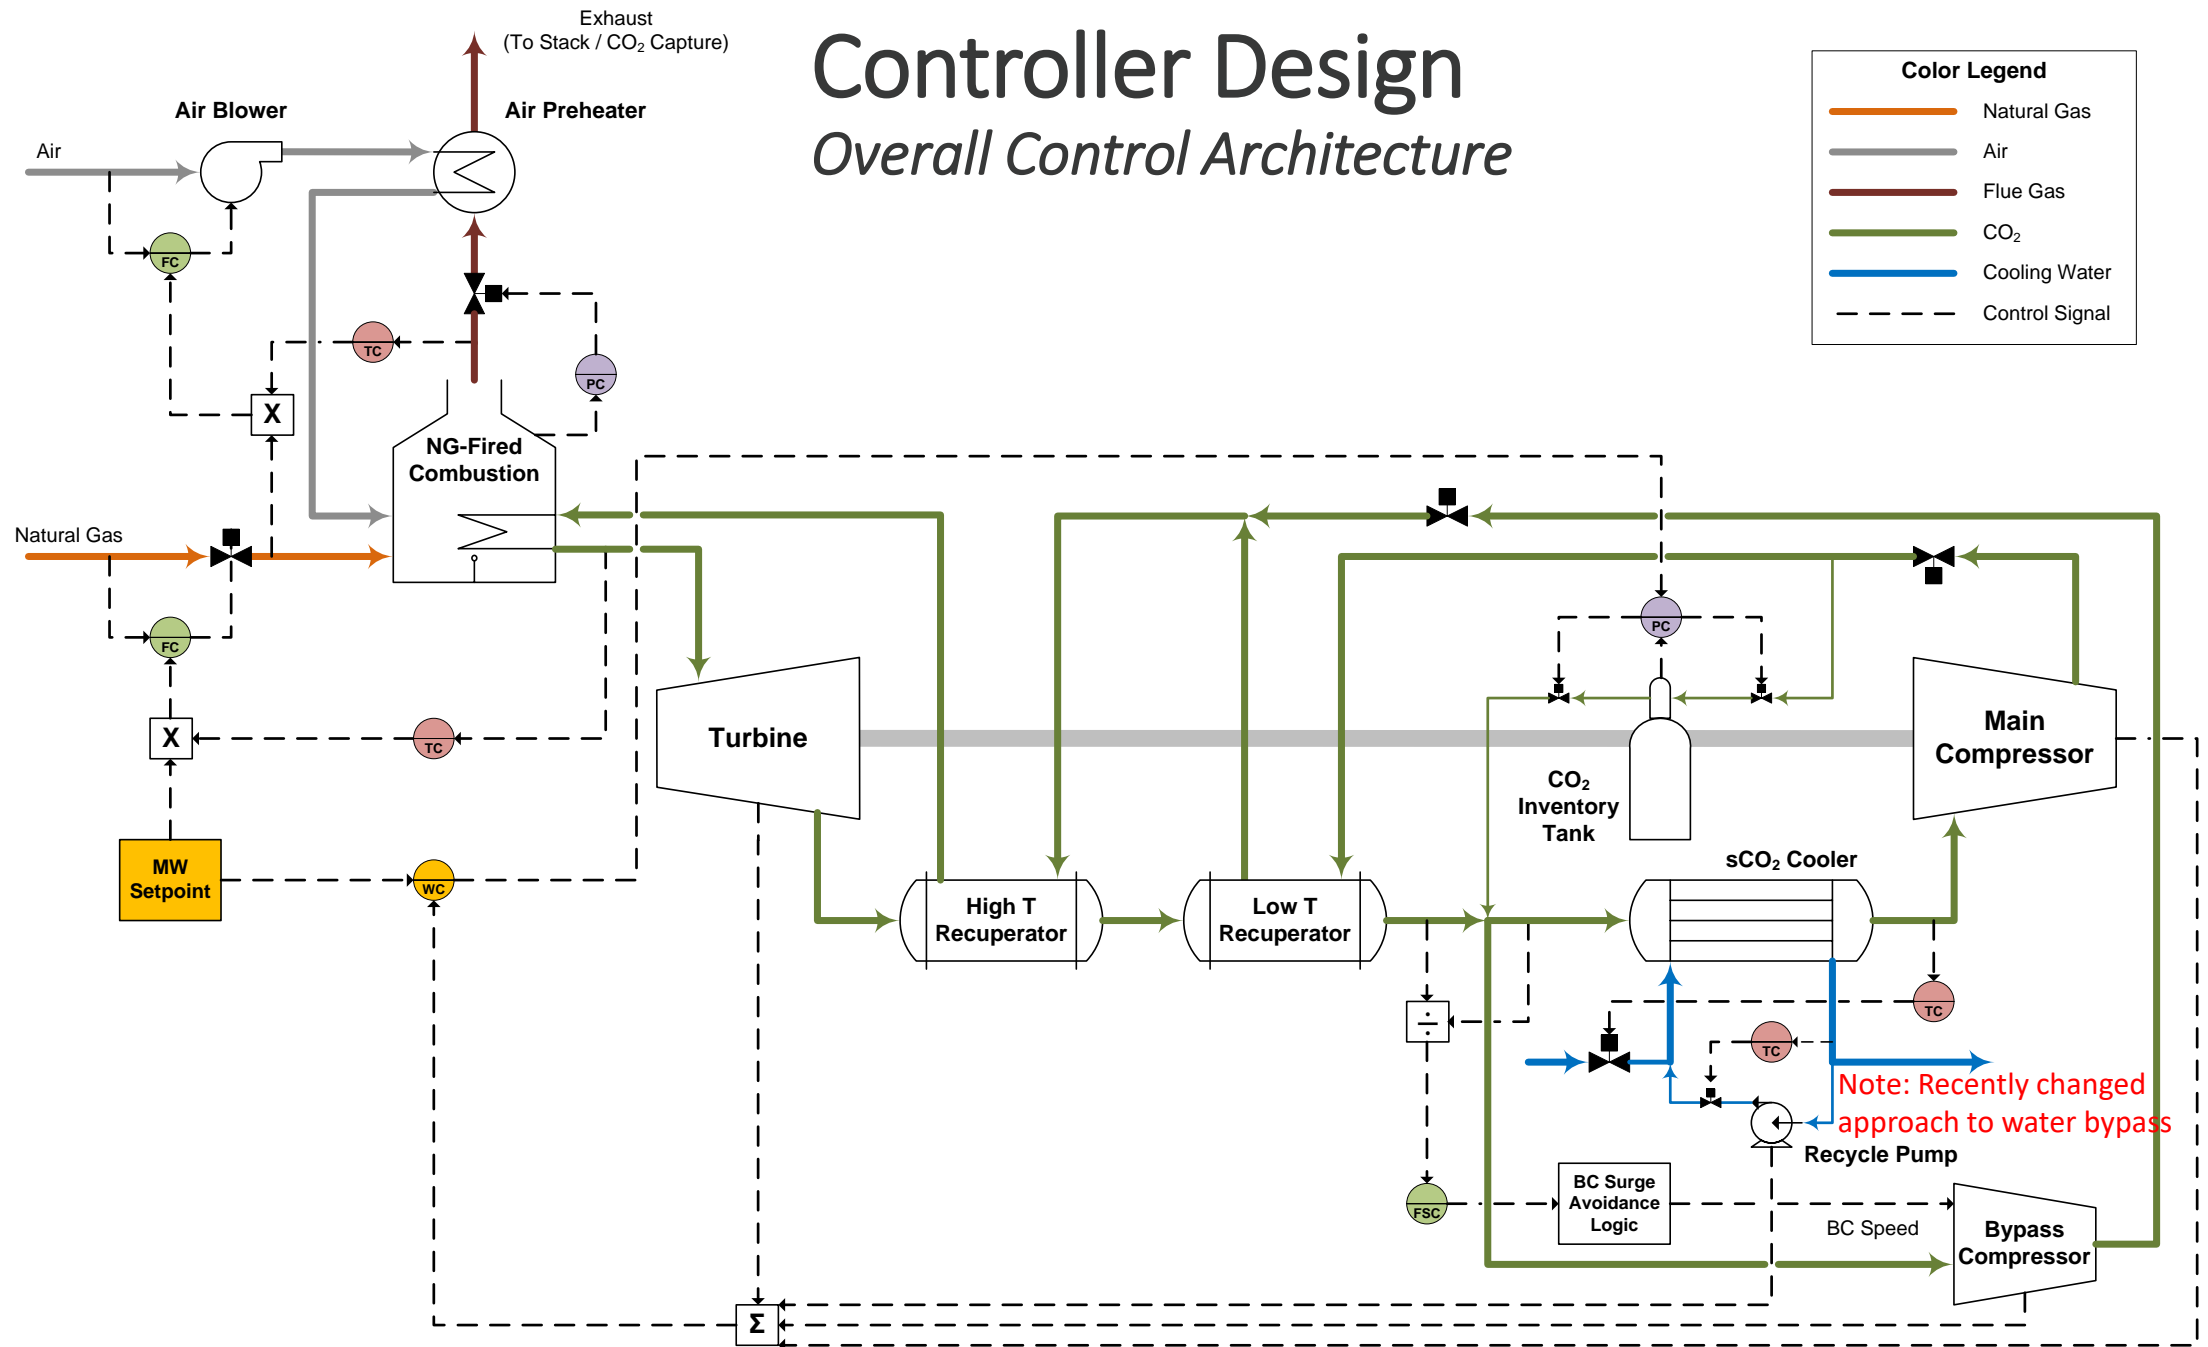 Controller Design
Overall Control Architecture
Exhaust
(To Stack / CO₂ Capture)
Air Blower
Air Preheater
Air
FC
TC
PC
X
NG-Fired
Combustion
Natural Gas
FC
X
TC
MW
Setpoint
WC
Color Legend
Natural Gas
Air
Flue Gas
CO₂
Cooling Water
Control Signal
Turbine
PC
Main
Compressor
CO₂
Inventory
Tank
sCO₂ Cooler
High T
Recuperator
Low T
Recuperator
÷
TC
TC
Note: Recently changed
approach to water bypass
Recycle Pump
FSC
BC Surge
Avoidance
Logic
BC Speed
Bypass
Compressor
Σ